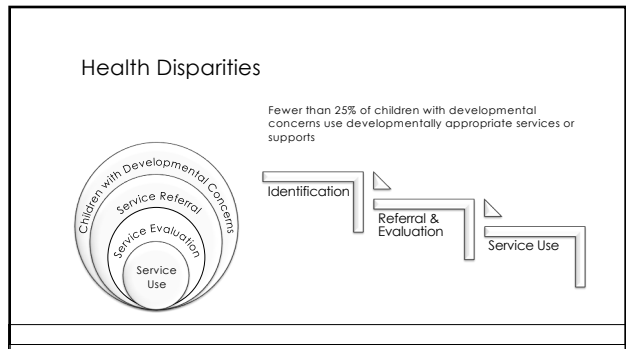 Health Disparities
Fewer than 25% of children with developmental
concerns use developmentally appropriate services or
supports
Children with Developmental Concerns
Service Referral
Service Evaluation
Service
Use
Identification
Referral &
Evaluation
Service Use